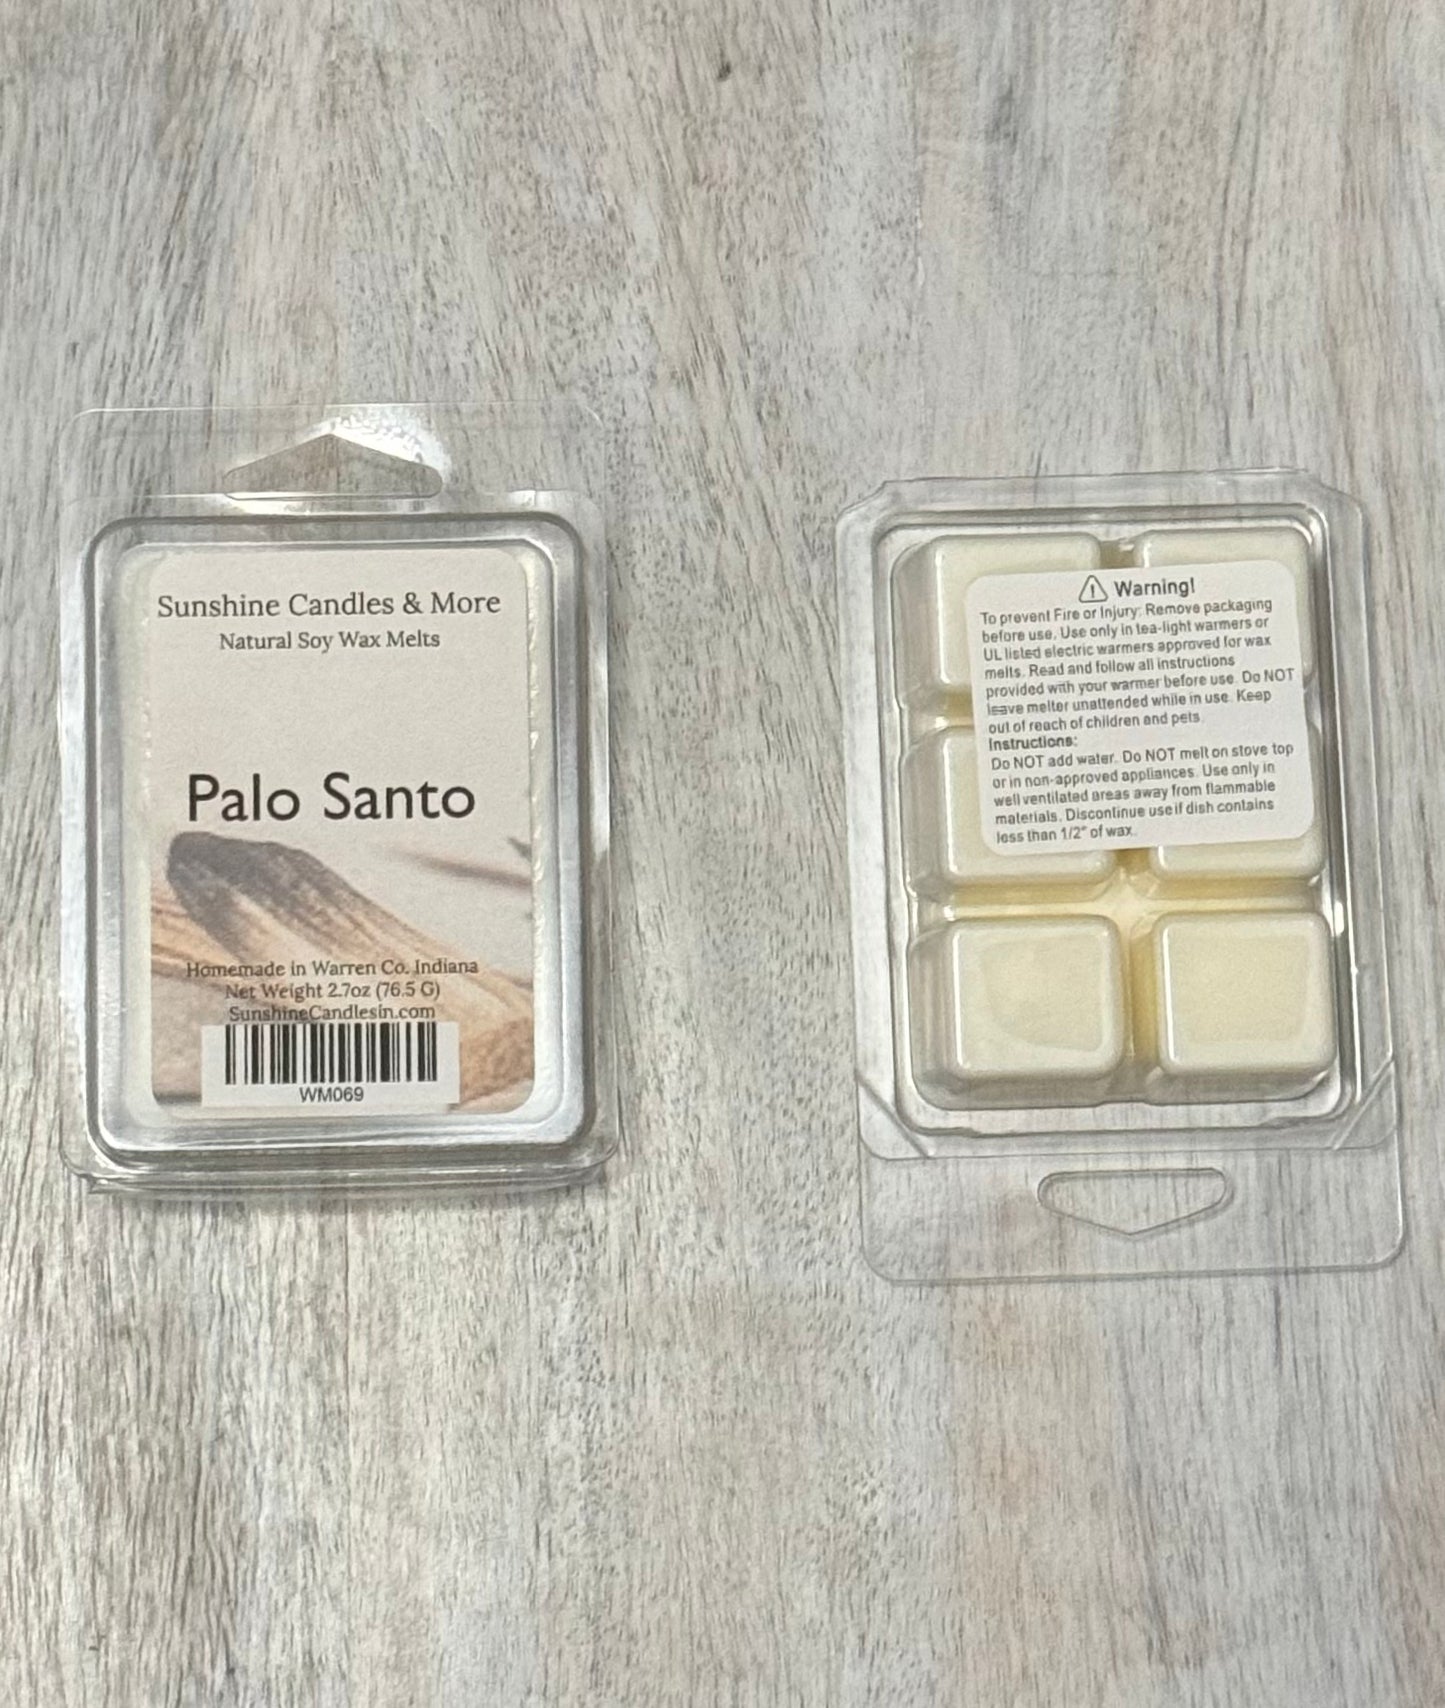 Sunshine Candles & More
Natural Soy Wax Melts
Palo Santo
Homemade in Warren Co. Indiana
Net Weight 2.7oz (76.5 G)
SunshineCandlesin.com
WM069
Warning!
To prevent Fire or Injury: Remove packaging
before use. Use only in tea-light warmers or
UL listed electric warmers approved for wax
melts. Read and follow all instructions
provided with your warmer before use. Do NOT
leave melter unattended while in use. Keep
out of reach of children and pets.
Instructions:
Do NOT add water. Do NOT melt on stove top
or in non-approved appliances. Use only in
well ventilated areas away from flammable
materials. Discontinue use if dish contains
less than 1/2" of wax.